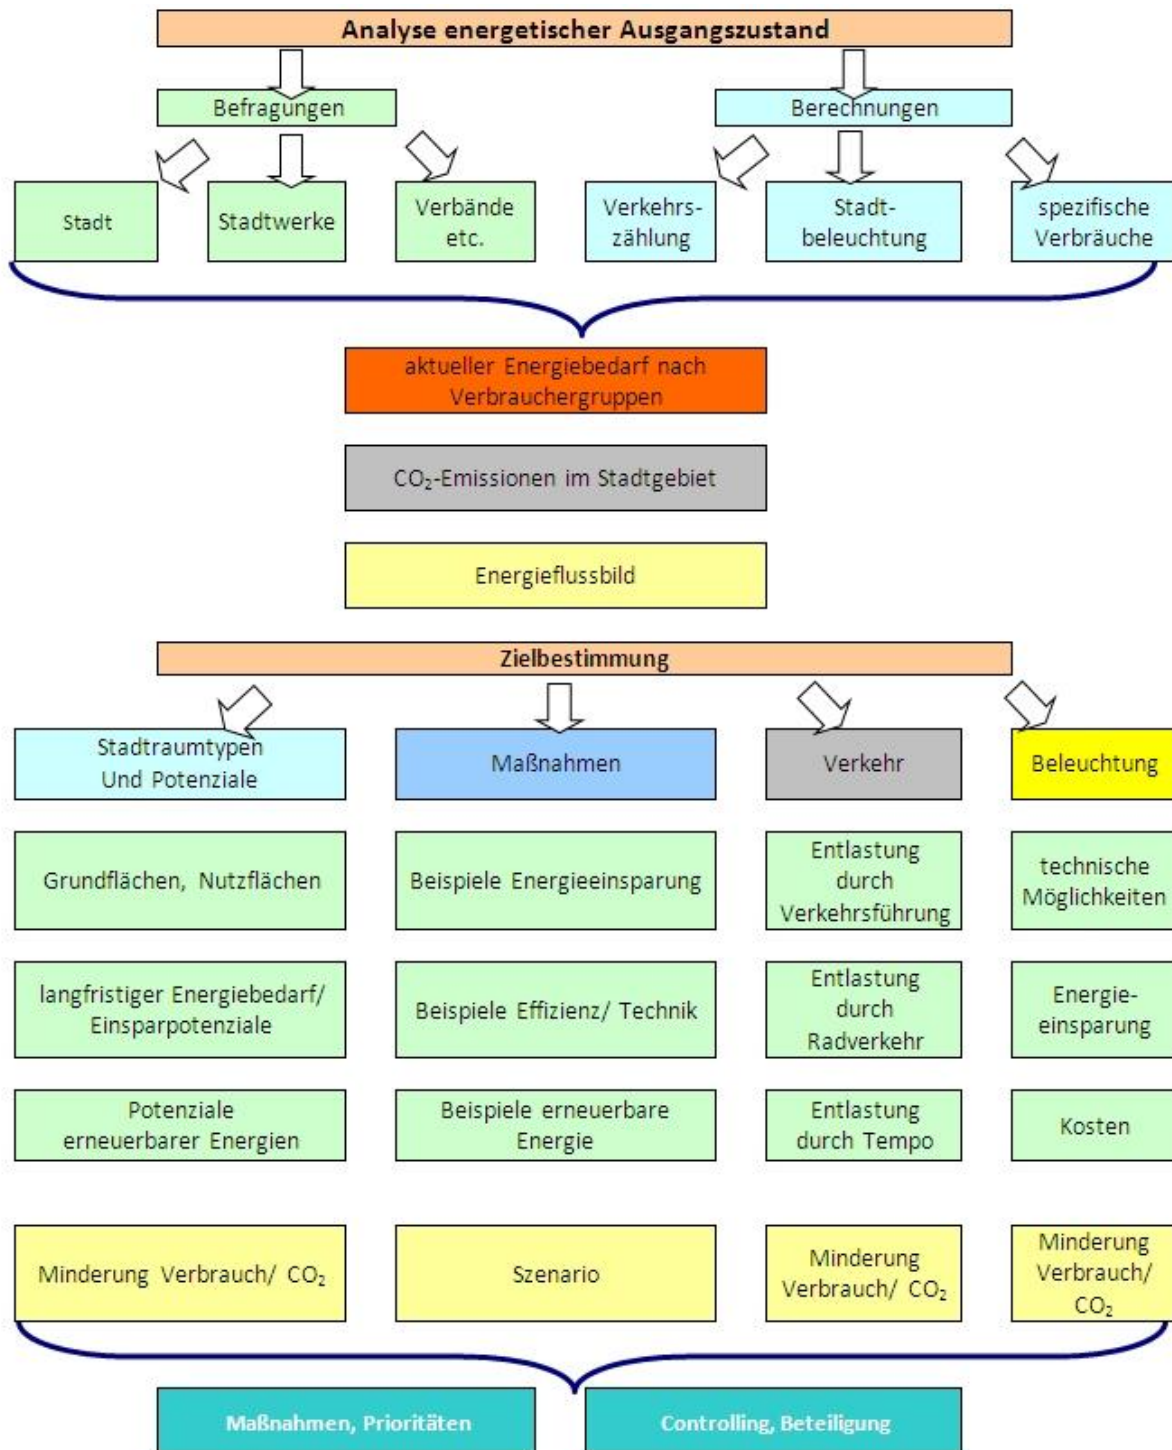 Analyse energetischer Ausgangszustand
Befragungen
Berechnungen
Stadt
Stadtwerke
Verbände
etc.
Verkehrs-
zählung
Stadt-
beleuchtung
spezifische
Verbräuche
aktueller Energiebedarf nach
Verbrauchergruppen
CO₂-Emissionen im Stadtgebiet
Energieflussbild
Zielbestimmung
Stadtraumtypen
Und Potenziale
Maßnahmen
Verkehr
Beleuchtung
Grundflächen, Nutzflächen
Beispiele Energieeinsparung
Entlastung
durch
Verkehrsführung
technische
Möglichkeiten
langfristiger Energiebedarf/
Einsparpotenziale
Beispiele Effizienz/ Technik
Entlastung
durch
Radverkehr
Energie-
einsparung
Potenziale
erneuerbarer Energien
Beispiele erneuerbare
Energie
Entlastung
durch Tempo
Kosten
Minderung Verbrauch/ CO₂
Szenario
Minderung
Verbrauch/ CO₂
Minderung
Verbrauch/
CO₂
Maßnahmen, Prioritäten
Controlling, Beteiligung